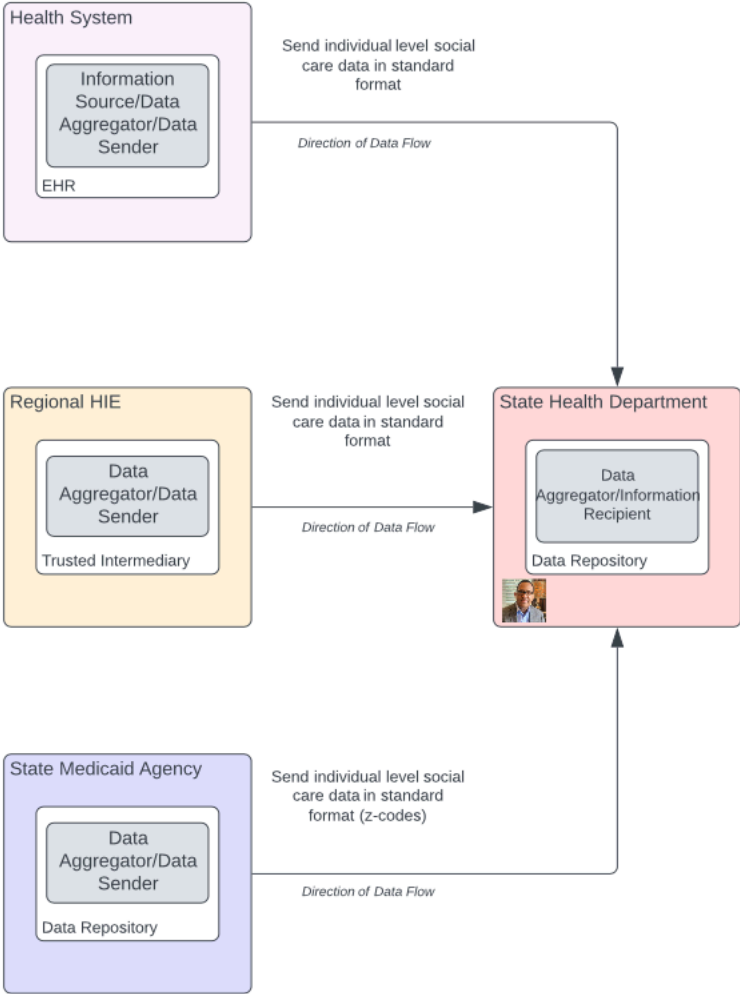 Health System
Information
Source/Data
Aggregator/Data
Sender
EHR
Send individual level social
care data in standard
format
Direction of Data Flow
Regional HIE
Data
Aggregator/Data
Sender
Trusted Intermediary
Send individual level social
care data in standard
format
Direction of Data Flow
State Health Department
Data
Aggregator/Information
Recipient
Data Repository
State Medicaid Agency
Data
Aggregator/Data
Sender
Data Repository
Send individual level social
care data in standard
format (z-codes)
Direction of Data Flow